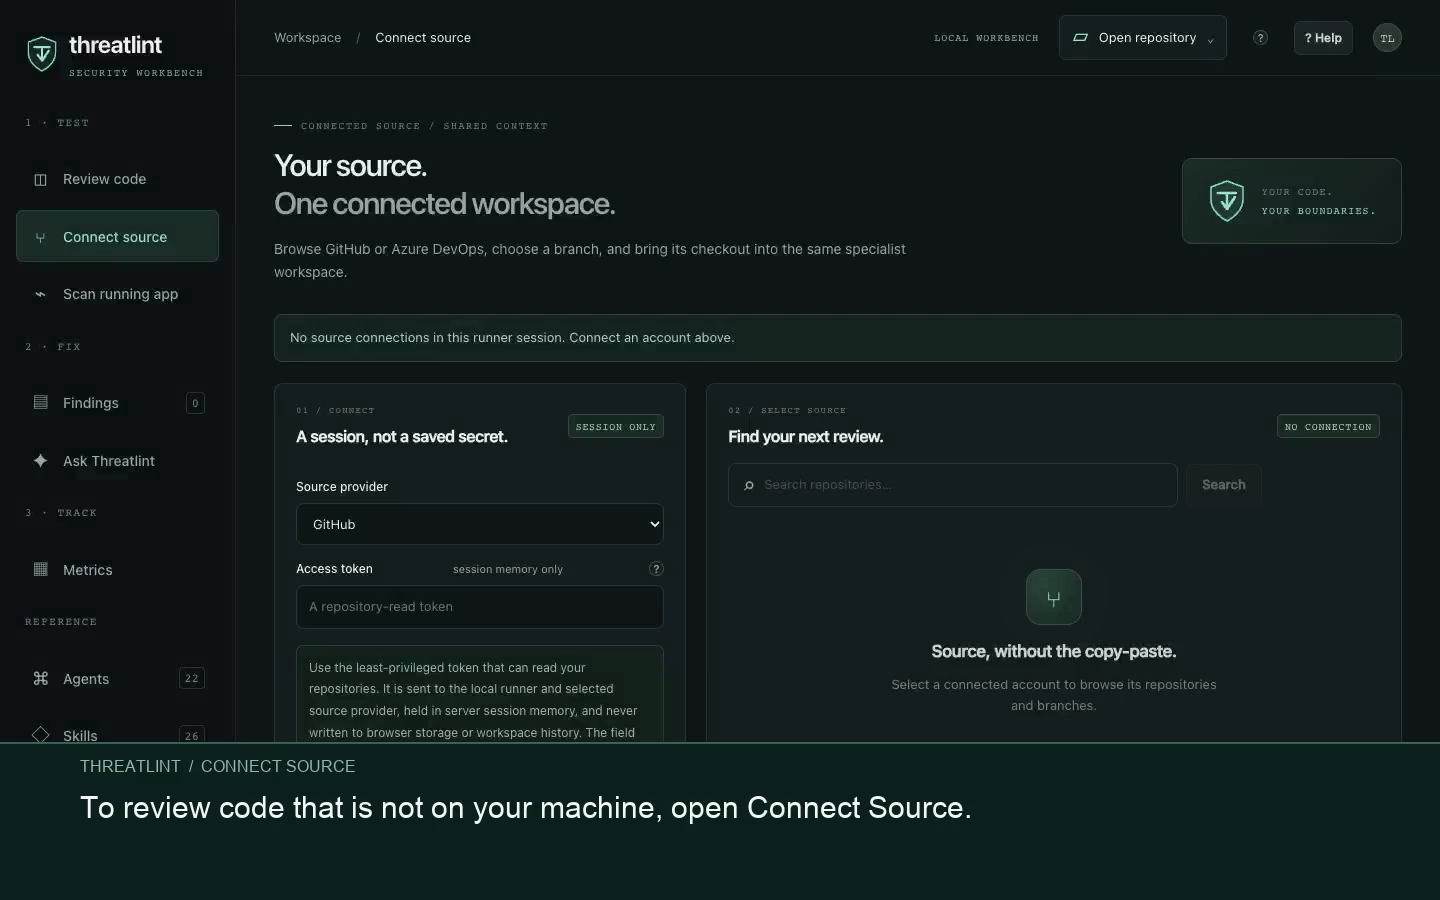 threatlint
SECURITY WORKBENCH
1 · TEST
Review code
Connect source
Scan running app
2 · FIX
Findings 0
Ask Threatlint
3 · TRACK
Metrics
REFERENCE
Agents 22
Skills 26
Workspace / Connect source
LOCAL WORKBENCH
Open repository
?
? Help
TL
CONNECTED SOURCE / SHARED CONTEXT
Your source.
One connected workspace.
Browse GitHub or Azure DevOps, choose a branch, and bring its checkout into the same specialist
workspace.
YOUR CODE.
YOUR BOUNDARIES.
No source connections in this runner session. Connect an account above.
01 / CONNECT
A session, not a saved secret.
SESSION ONLY
Source provider
GitHub
Access token session memory only ?
A repository-read token
Use the least-privileged token that can read your
repositories. It is sent to the local runner and selected
source provider, held in server session memory, and never
written to browser storage or workspace history. The field
02 / SELECT SOURCE
Find your next review.
NO CONNECTION
Search repositories...
Search
Source, without the copy-paste.
Select a connected account to browse its repositories
and branches.
THREATLINT / CONNECT SOURCE
To review code that is not on your machine, open Connect Source.